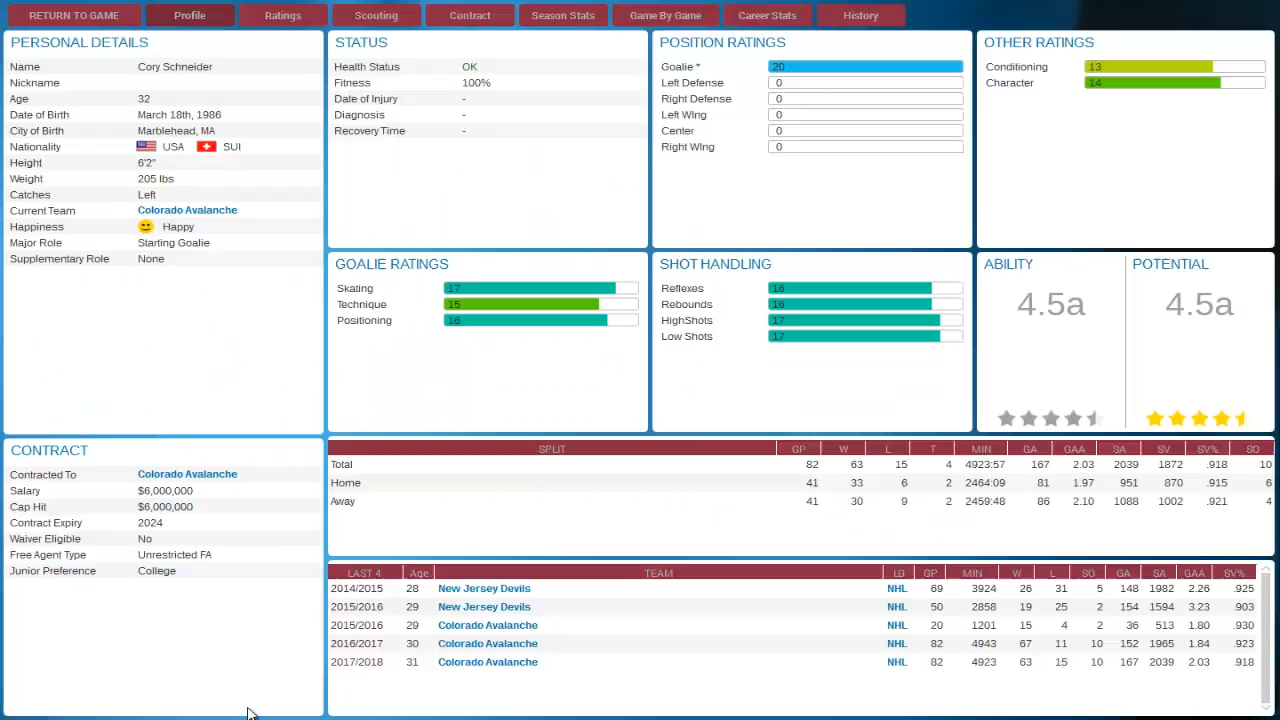 RETURN TO GAME Profile Ratings Scouting Contract Season Stats Game By Game Career Stats History
PERSONAL DETAILS
Name Cory Schneider
Nickname
Age 32
Date of Birth March 18th, 1986
City of Birth Marblehead, MA
Nationality USA SUI
Height 6'2"
Weight 205 lbs
Catches Left
Current Team Colorado Avalanche
Happiness Happy
Major Role Starting Goalie
Supplementary Role None
STATUS
Health Status OK
Fitness 100%
Date of Injury -
Diagnosis -
Recovery Time -
POSITION RATINGS
Goalie * 20
Left Defense 0
Right Defense 0
Left Wing 0
Center 0
Right Wing 0
OTHER RATINGS
Conditioning 13
Character 14
GOALIE RATINGS
Skating 17
Technique 15
Positioning 16
SHOT HANDLING
Reflexes 16
Rebounds 16
HighShots 17
Low Shots 17
ABILITY
4.5a
POTENTIAL
4.5a
CONTRACT
Contracted To Colorado Avalanche
Salary $6,000,000
Cap Hit $6,000,000
Contract Expiry 2024
Waiver Eligible No
Free Agent Type Unrestricted FA
Junior Preference College
SPLIT GP W L T MIN GA GAA SA SV SV% SO
Total 82 63 15 4 4923:57 167 2.03 2039 1872 .918 10
Home 41 33 6 2 2464:09 81 1.97 951 870 .915 6
Away 41 30 9 2 2459:48 86 2.10 1088 1002 .921 4
LAST 4 Age TEAM LG GP MIN W L SO GA SA GAA SV%
2014/2015 28 New Jersey Devils NHL 69 3924 26 31 5 148 1982 2.26 .925
2015/2016 29 New Jersey Devils NHL 50 2858 19 25 2 154 1594 3.23 .903
2015/2016 29 Colorado Avalanche NHL 20 1201 15 4 2 36 513 1.80 .930
2016/2017 30 Colorado Avalanche NHL 82 4943 67 11 10 152 1965 1.84 .923
2017/2018 31 Colorado Avalanche NHL 82 4923 63 15 10 167 2039 2.03 .918